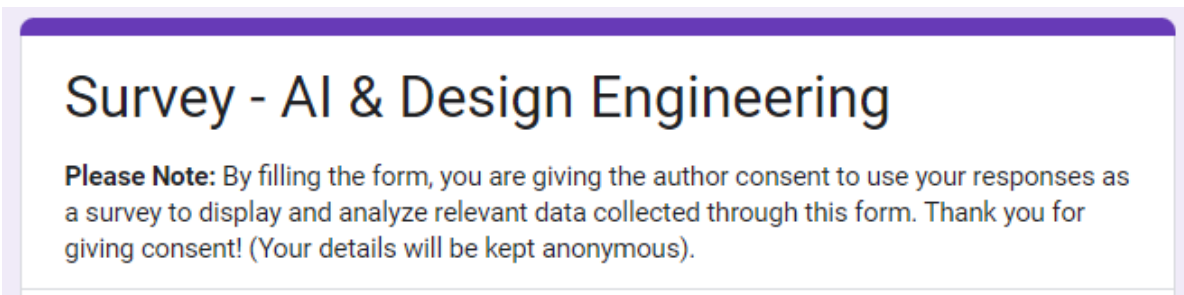 Survey - AI & Design Engineering
Please Note: By filling the form, you are giving the author consent to use your responses as
a survey to display and analyze relevant data collected through this form. Thank you for
giving consent! (Your details will be kept anonymous).